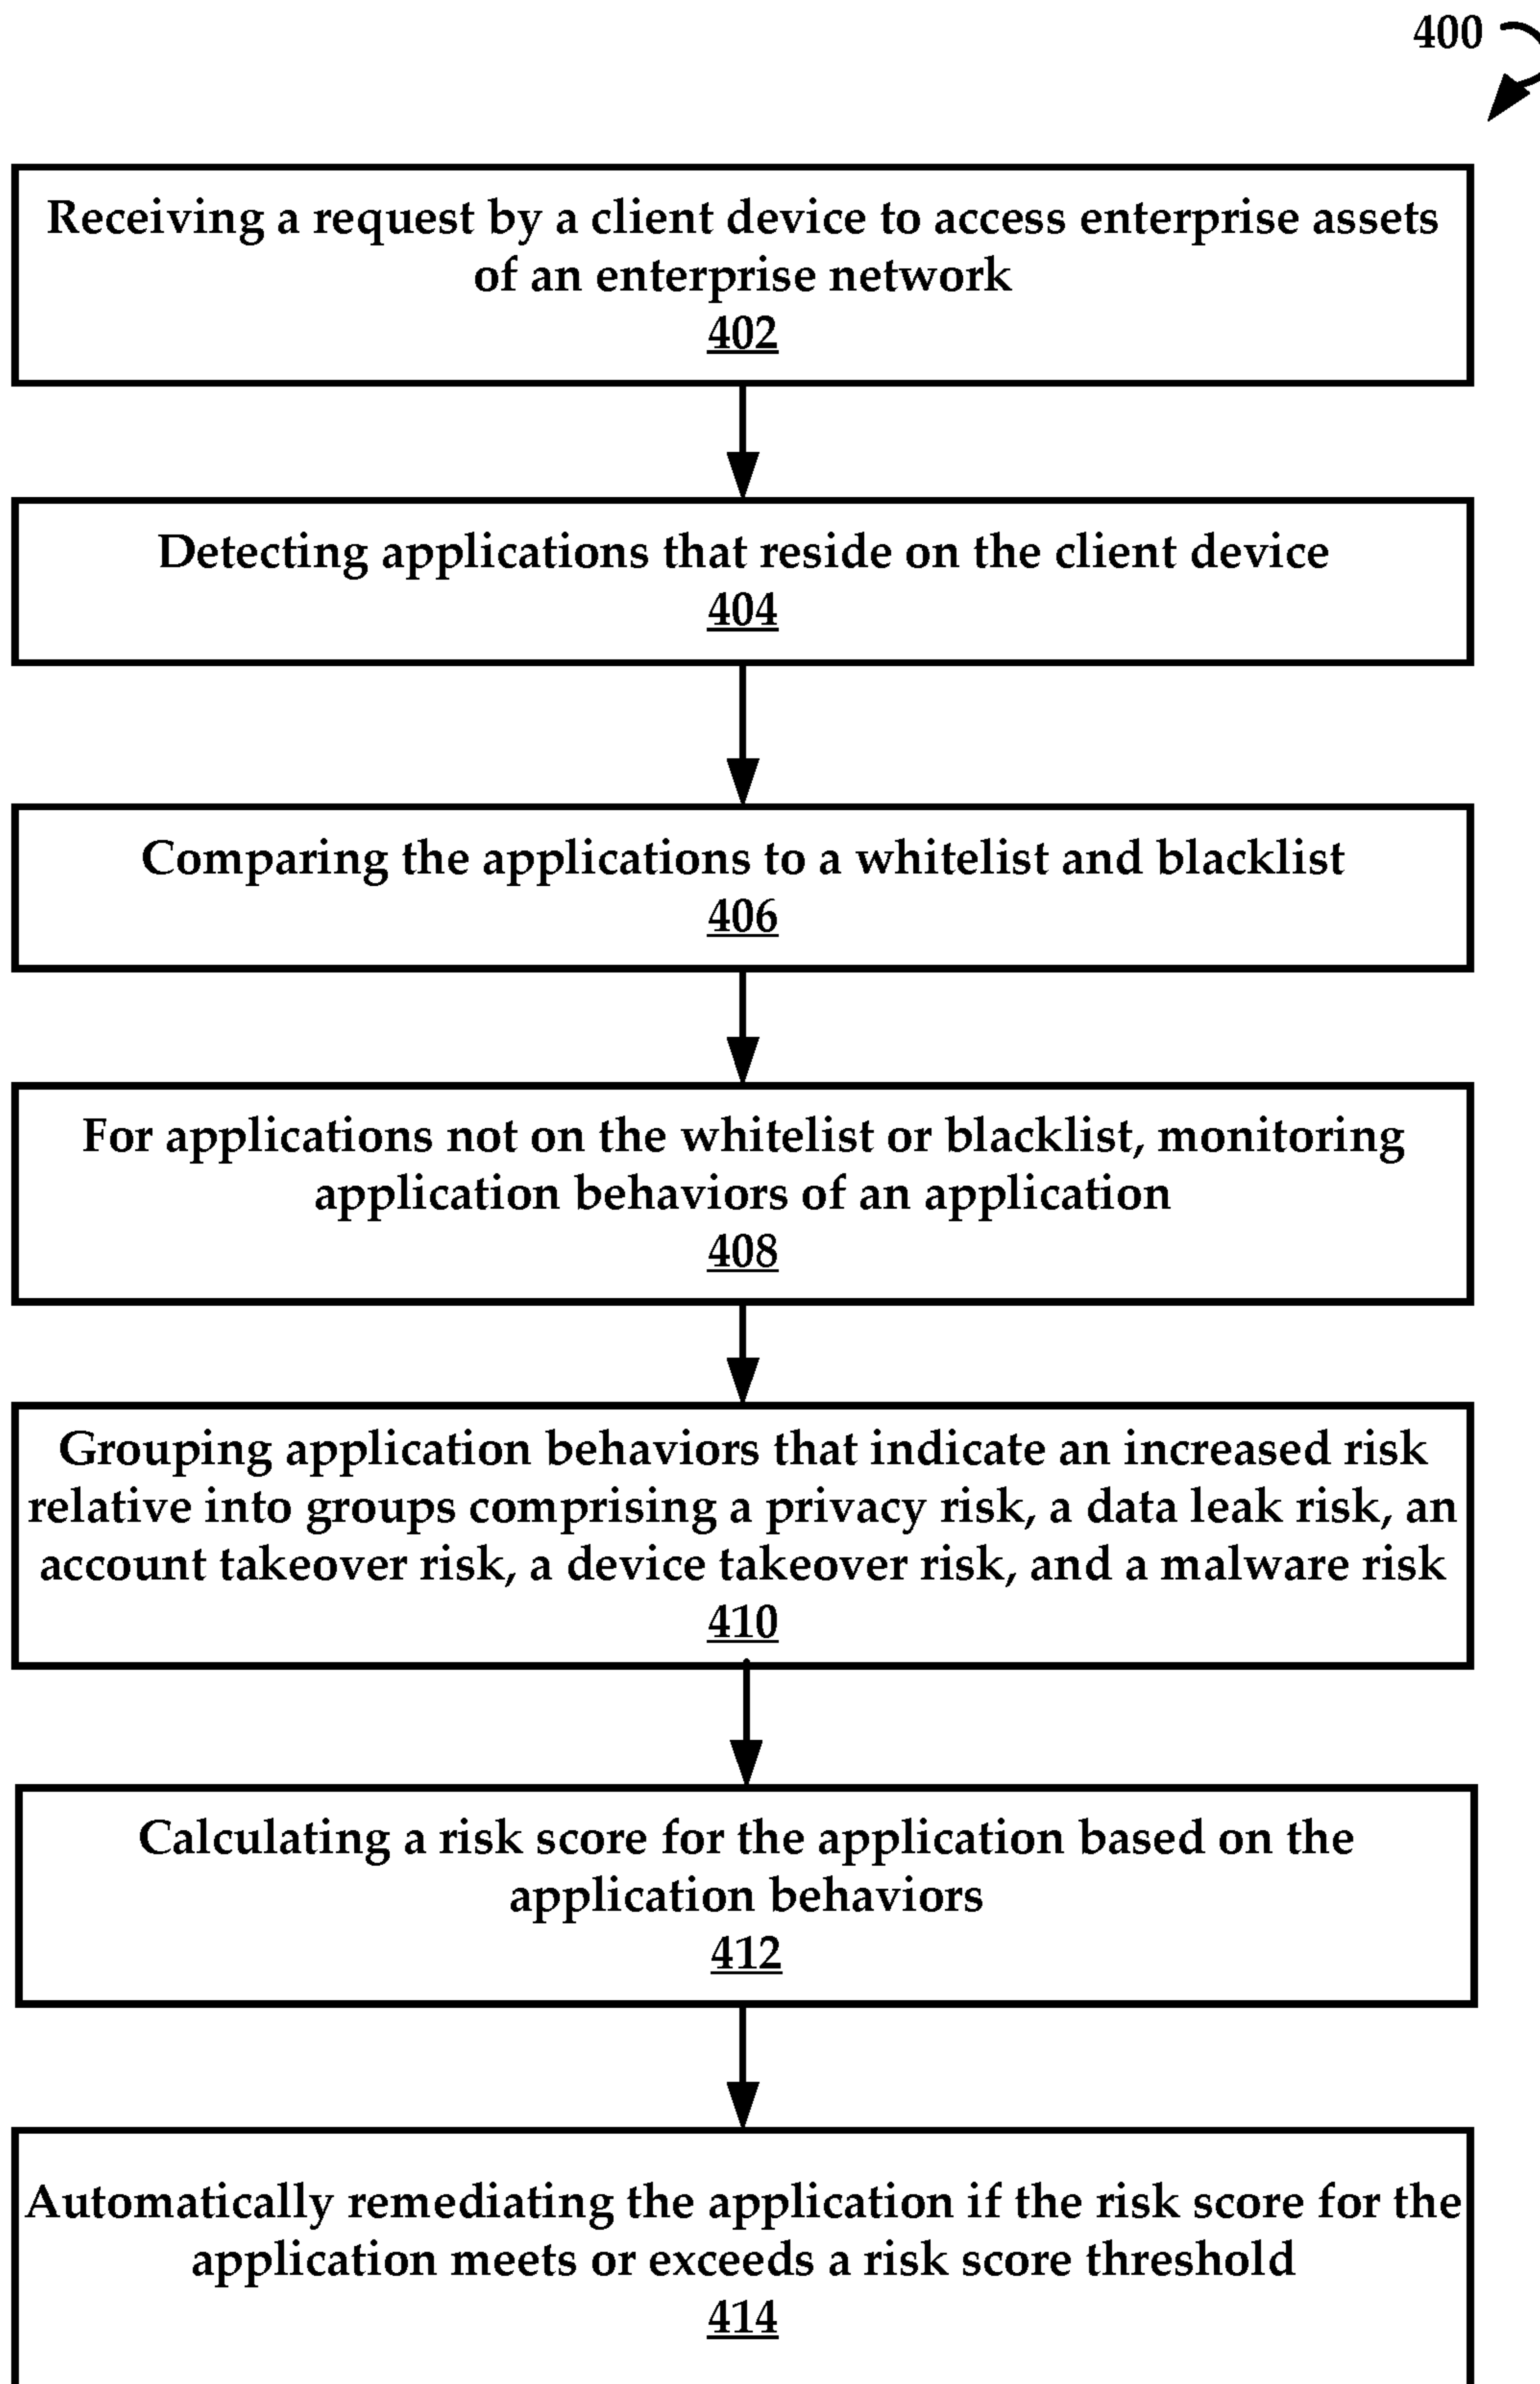 400
Receiving a request by a client device to access enterprise assets
of an enterprise network
402
Detecting applications that reside on the client device
404
Comparing the applications to a whitelist and blacklist
406
For applications not on the whitelist or blacklist, monitoring
application behaviors of an application
408
Grouping application behaviors that indicate an increased risk
relative into groups comprising a privacy risk, a data leak risk, an
account takeover risk, a device takeover risk, and a malware risk
410
Calculating a risk score for the application based on the
application behaviors
412
Automatically remediating the application if the risk score for the
application meets or exceeds a risk score threshold
414